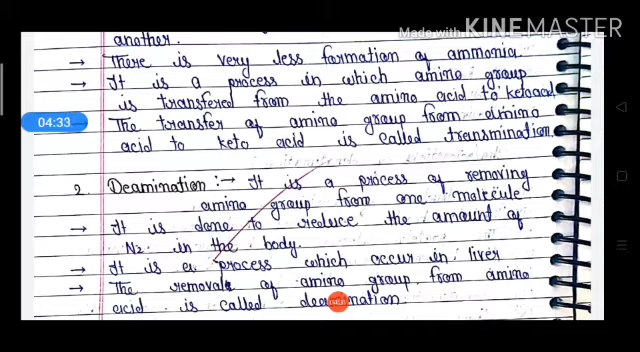 Made with KINEMASTER
another.
→ There is very less formation of ammonia.
→ It is a process in which amino group
is transfered from the amino acid to ketoacid
04:33
The transfer of amino group from amino
acid to keto acid is called transmination.
2. Deamination :→ It is a process of removing
amino group from one molecule
→ It is done to reduce the amount of
N2 in the body.
→ It is a process which occur in liver
→ The removal of amino group from amino
acid is called deamination.